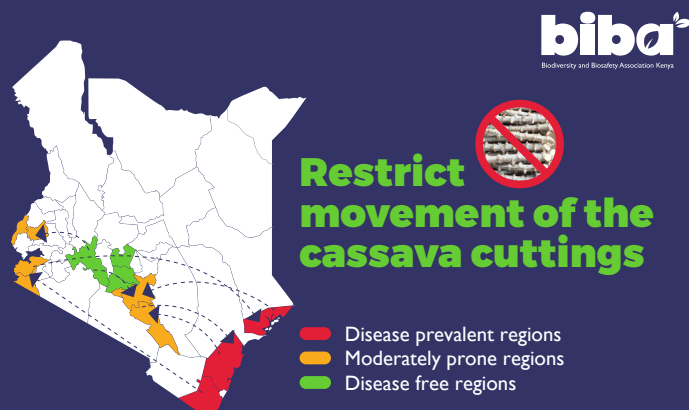 biba
Biodiversity and Biosafety Association Kenya
Restrict
movement of the
cassava cuttings
Disease prevalent regions
Moderately prone regions
Disease free regions